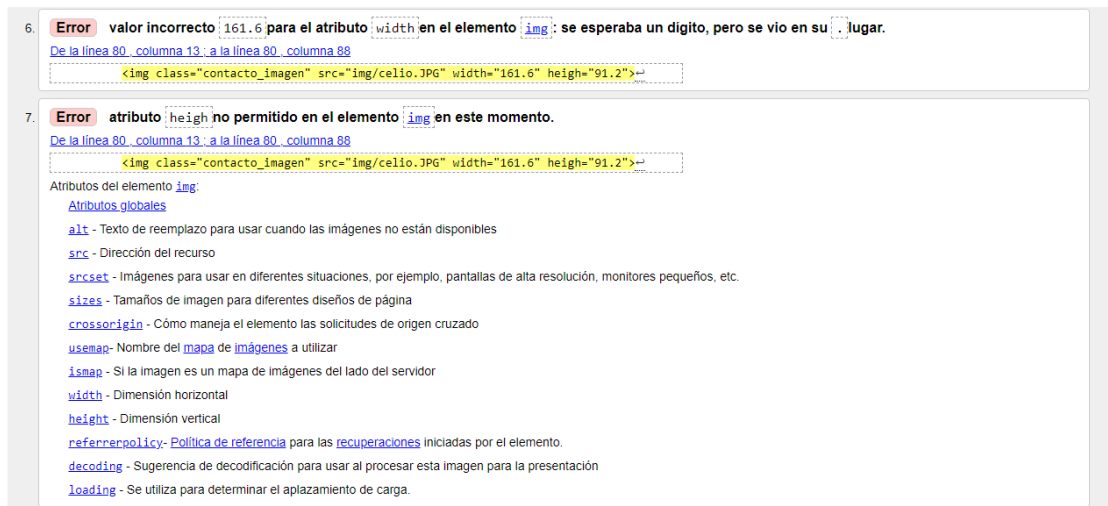 6. Error valor incorrecto 161.6 para el atributo width en el elemento img : se esperaba un dígito, pero se vio en su . lugar.
De la línea 80 , columna 13 ; a la línea 80 , columna 88
<img class="contacto_imagen" src="img/celio.JPG" width="161.6" heigh="91.2">↩
7. Error atributo heigh no permitido en el elemento img en este momento.
De la línea 80 , columna 13 ; a la línea 80 , columna 88
<img class="contacto_imagen" src="img/celio.JPG" width="161.6" heigh="91.2">↩
Atributos del elemento img:
Atributos globales
alt - Texto de reemplazo para usar cuando las imágenes no están disponibles
src - Dirección del recurso
srcset - Imágenes para usar en diferentes situaciones, por ejemplo, pantallas de alta resolución, monitores pequeños, etc.
sizes - Tamaños de imagen para diferentes diseños de página
crossorigin - Cómo maneja el elemento las solicitudes de origen cruzado
usemap- Nombre del mapa de imágenes a utilizar
ismap - Si la imagen es un mapa de imágenes del lado del servidor
width - Dimensión horizontal
height - Dimensión vertical
referrerpolicy- Política de referencia para las recuperaciones iniciadas por el elemento.
decoding - Sugerencia de decodificación para usar al procesar esta imagen para la presentación
loading - Se utiliza para determinar el aplazamiento de carga.